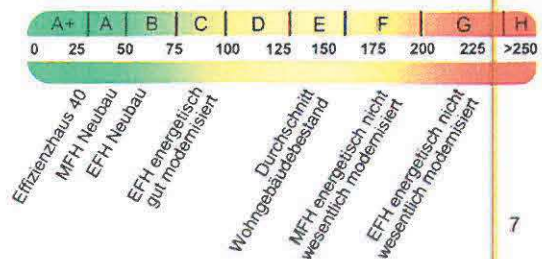 A+ A B C D E F G H
0 25 50 75 100 125 150 175 200 225 >250
Effizienzhaus 40
MFH Neubau
EFH Neubau
EFH energetisch
gut modernisiert
Durchschnitt
Wohngebäudebestand
MFH energetisch nicht
wesentlich modernisiert
EFH energetisch nicht
wesentlich modernisiert
7